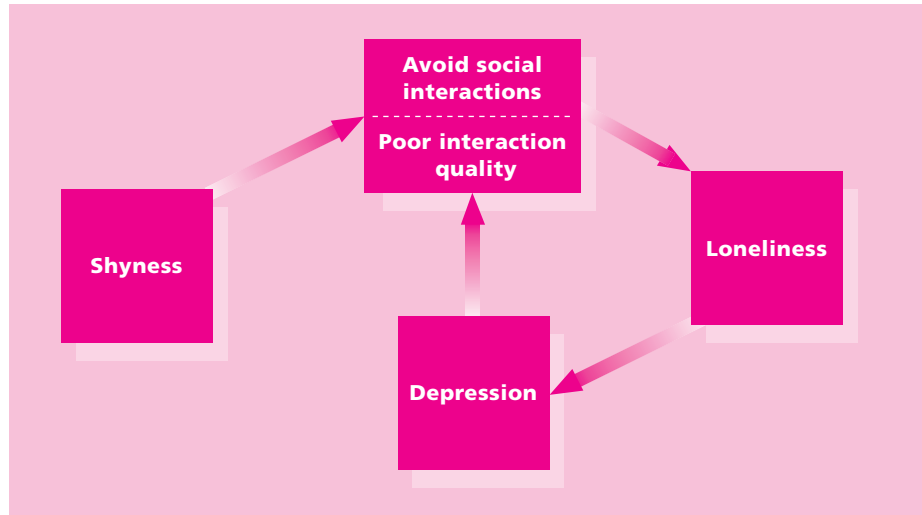 Avoid social
interactions
Poor interaction
quality
Shyness
Loneliness
Depression